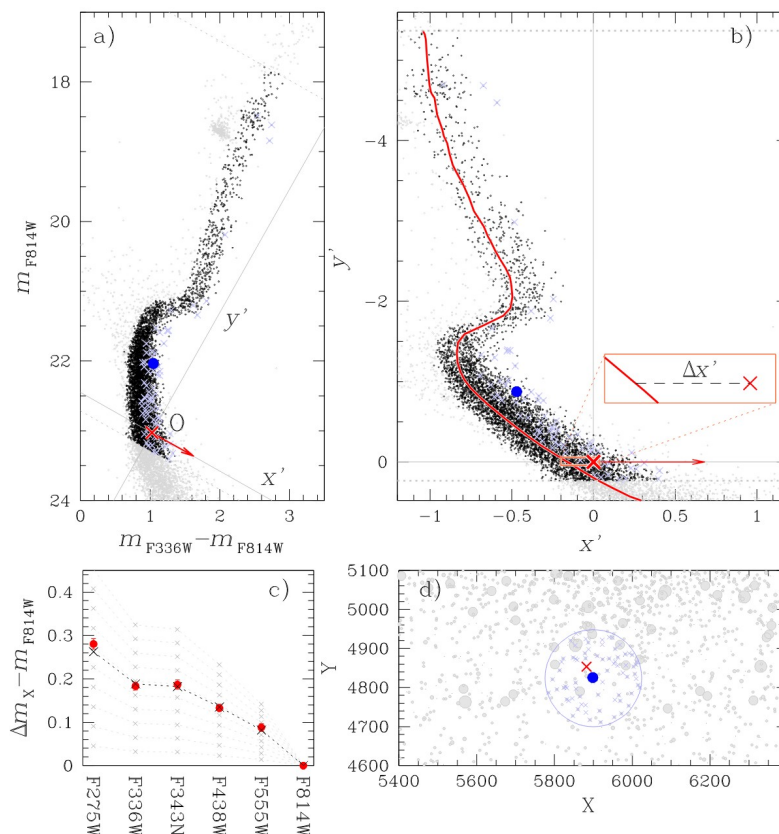 a)
18
20
22
24
m_F814W
0 1 2 3
m_F336W−m_F814W
y'
O
x'
b)
-4
-2
0
y'
-1 -0.5 0 0.5 1
x'
Δx'
c)
0.4
0.3
0.2
0.1
0
Δm_X−m_F814W
F275W
F336W
F343N
F438W
F555W
F814W
d)
5100
5000
4900
4800
4700
4600
Y
5400 5600 5800 6000 6200
X